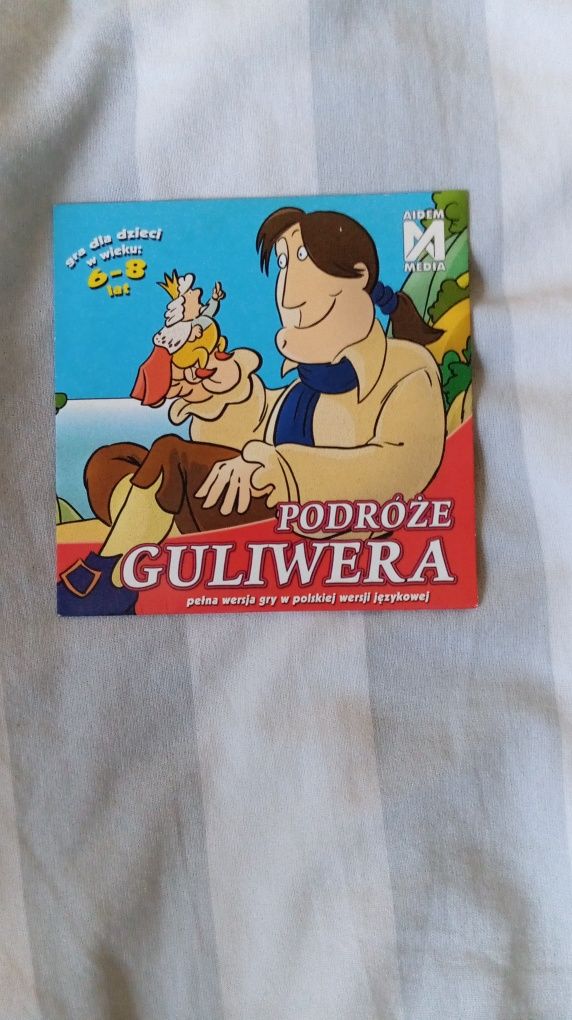 gra dla dzieci
w wieku:
6-8
lat
AIDEM
MEDIA
PODRÓŻE
GULIWERA
pełna wersja gry w polskiej wersji językowej